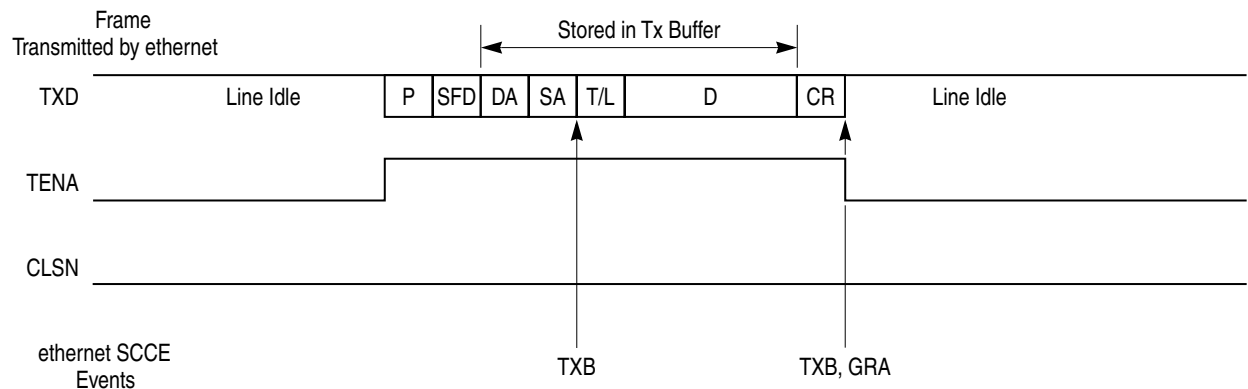 Frame
Transmitted by ethernet
Stored in Tx Buffer
TXD
Line Idle
P
SFD
DA
SA
T/L
D
CR
Line Idle
TENA
CLSN
ethernet SCCE
Events
TXB
TXB, GRA